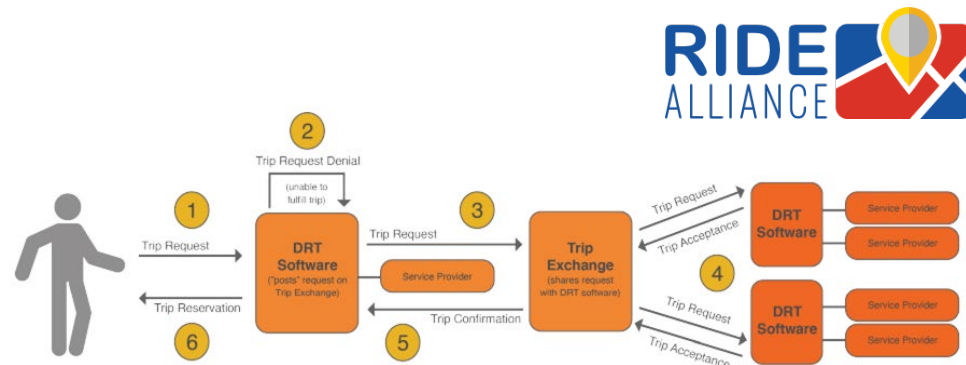 RIDE
ALLIANCE
2
Trip Request Denial
(unable to
fulfill trip)
1
Trip Request
DRT
Software
("posts" request on
Trip Exchange)
Trip Reservation
6
3
Trip Request
Service Provider
Trip Confirmation
5
Trip
Exchange
(shares request
with DRT software)
Trip Request
Trip Acceptance
4
Trip Request
Trip Acceptance
DRT
Software
Service Provider
Service Provider
DRT
Software
Service Provider
Service Provider